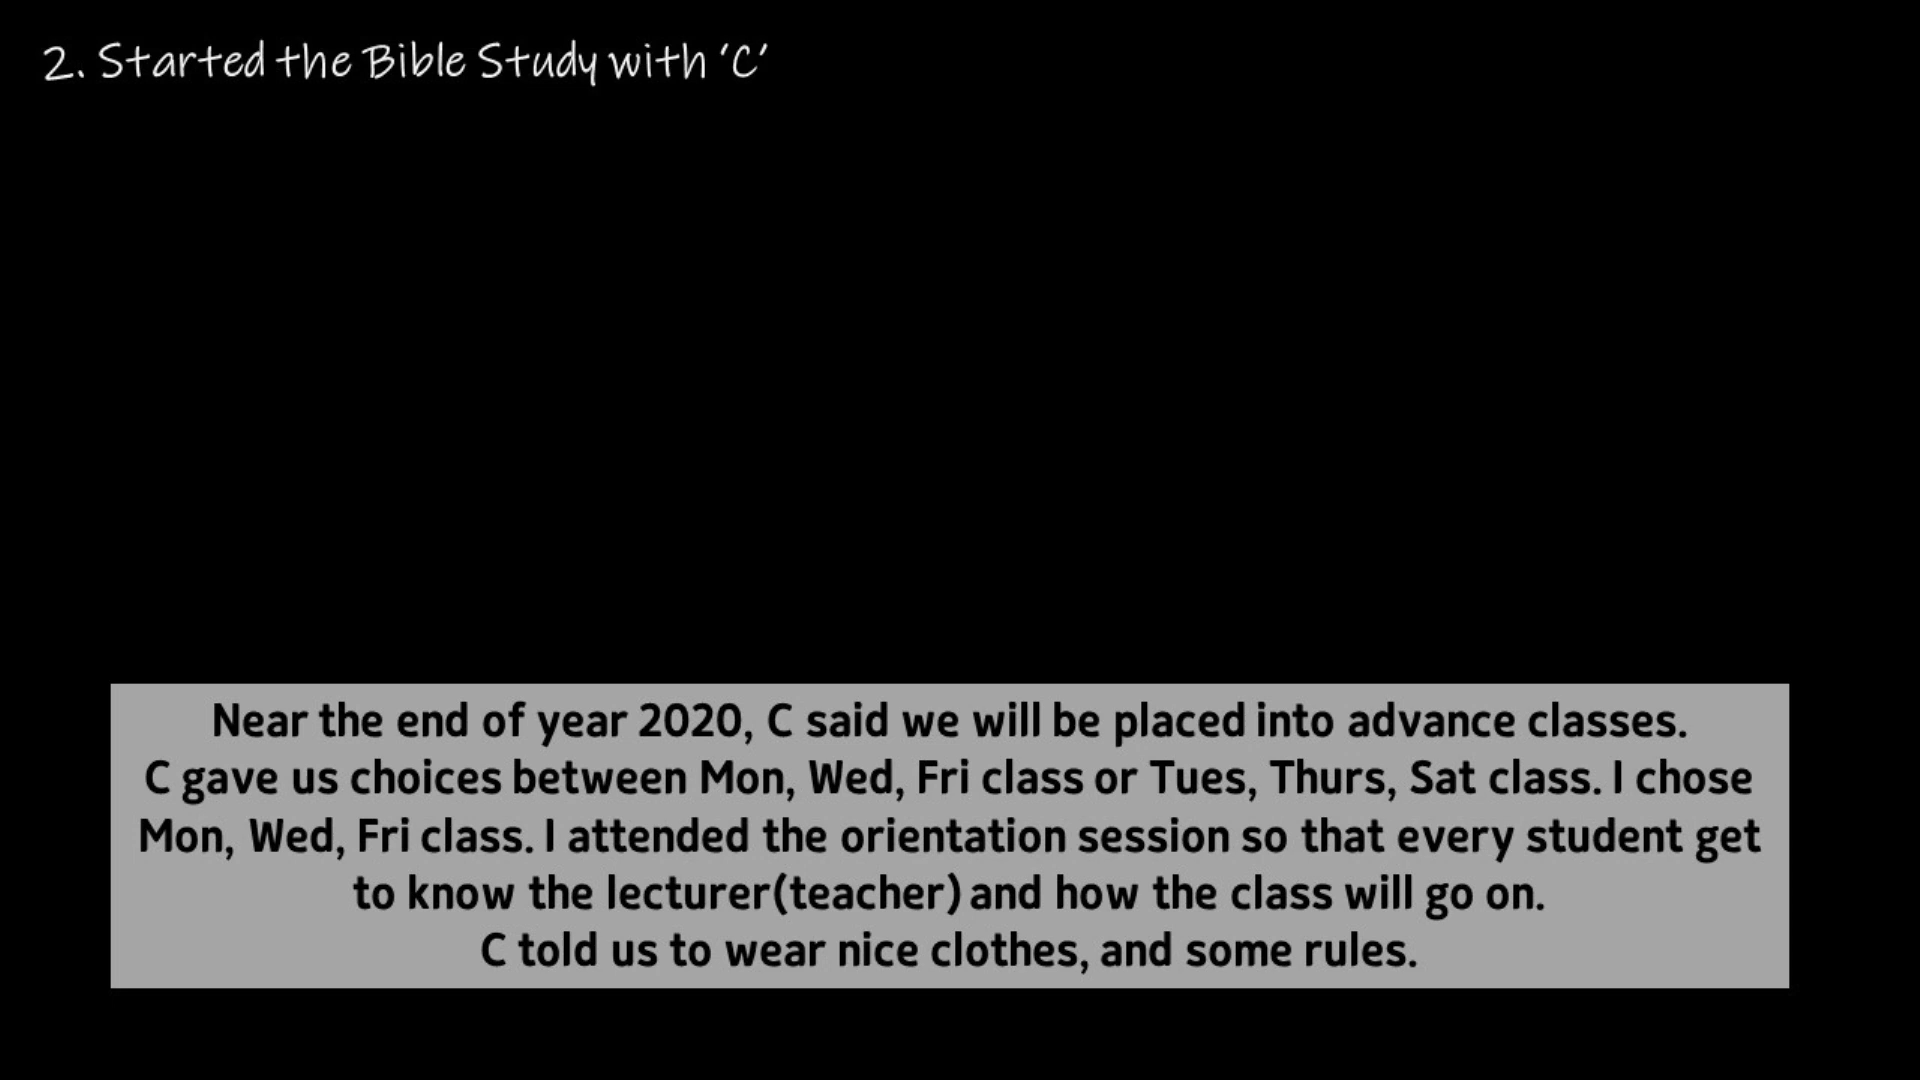 2. Started the Bible Study with ‘C’
Near the end of year 2020, C said we will be placed into advance classes.
C gave us choices between Mon, Wed, Fri class or Tues, Thurs, Sat class. I chose
Mon, Wed, Fri class. I attended the orientation session so that every student get
to know the lecturer(teacher) and how the class will go on.
C told us to wear nice clothes, and some rules.